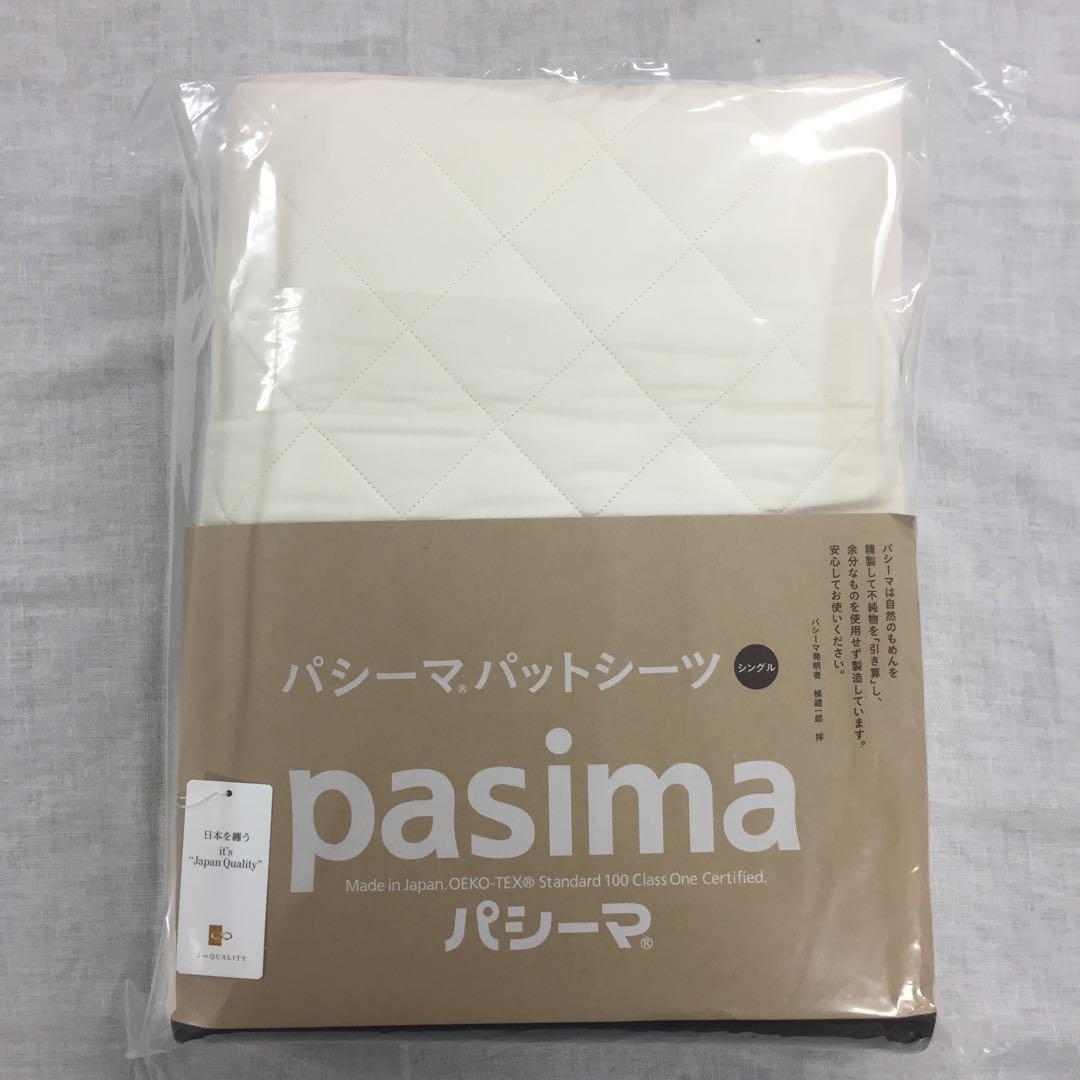 パシーマは自然のもめんを
精製して不純物を「引き算」し、
余分なものを使用せず製造しています。
安心してお使いください。
パシーマ発明者 梯禮一郎 拝
パシーマ®パットシーツ シングル
pasima
Made in Japan. OEKO-TEX® Standard 100 Class One Certified.
パシーマ®
日本を纏う
it's
"Japan Quality"
J∞QUALITY